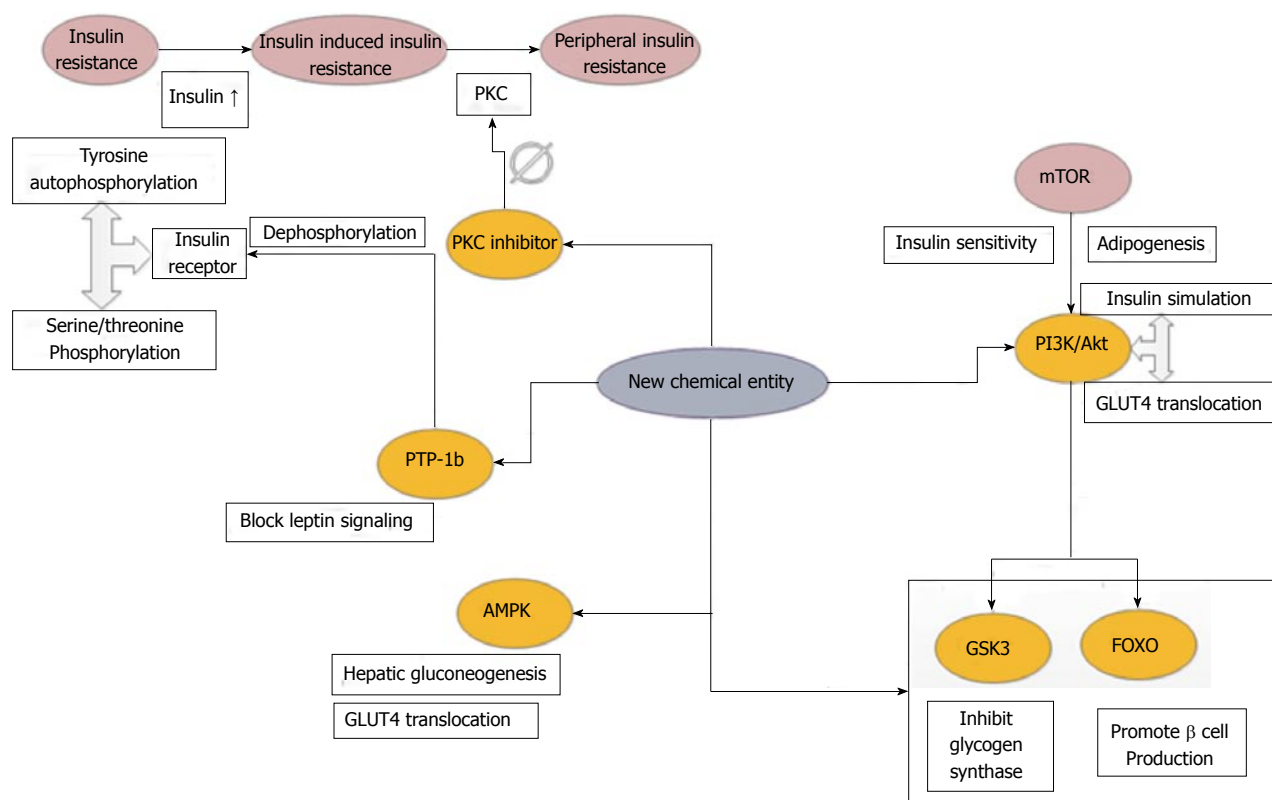 Insulin
resistance
Insulin induced insulin
resistance
Peripheral insulin
resistance
Insulin ↑
PKC
Tyrosine
autophosphorylation
mTOR
Insulin
receptor
Dephosphorylation
PKC inhibitor
Insulin sensitivity
Adipogenesis
Serine/threonine
Phosphorylation
Insulin simulation
PI3K/Akt
GLUT4 translocation
New chemical entity
PTP-1b
Block leptin signaling
AMPK
Hepatic gluconeogenesis
GLUT4 translocation
GSK3
FOXO
Inhibit
glycogen
synthase
Promote β cell
Production